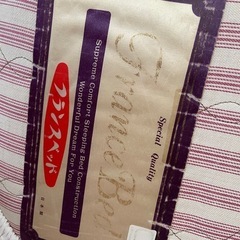 France Bed
Special Quality
Supreme Comfort Sleeping Bed Construction
Wonderful Dream For You
フランスベッド